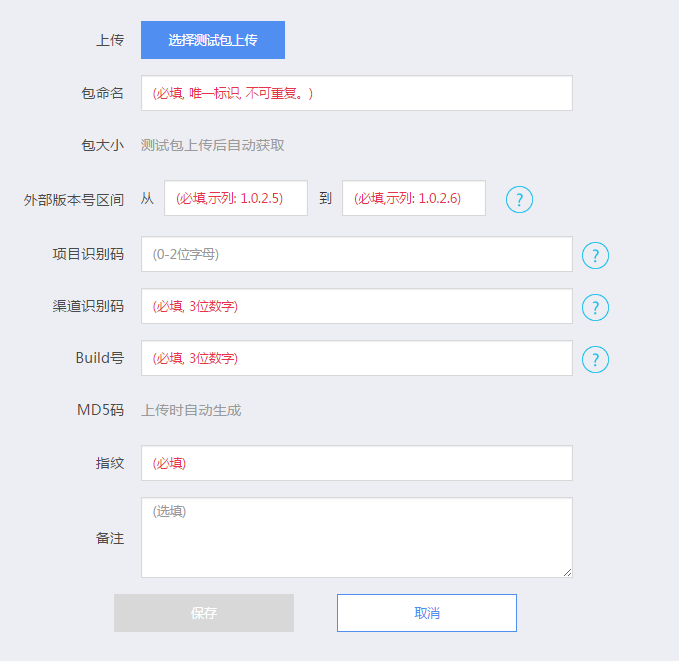 上传 选择测试包上传
包命名 (必填, 唯一标识, 不可重复。)
包大小 测试包上传后自动获取
外部版本号区间 从 (必填,示列: 1.0.2.5) 到 (必填,示列: 1.0.2.6) ?
项目识别码 (0-2位字母) ?
渠道识别码 (必填, 3位数字) ?
Build号 (必填, 3位数字) ?
MD5码 上传时自动生成
指纹 (必填)
备注 (选填)
保存 取消